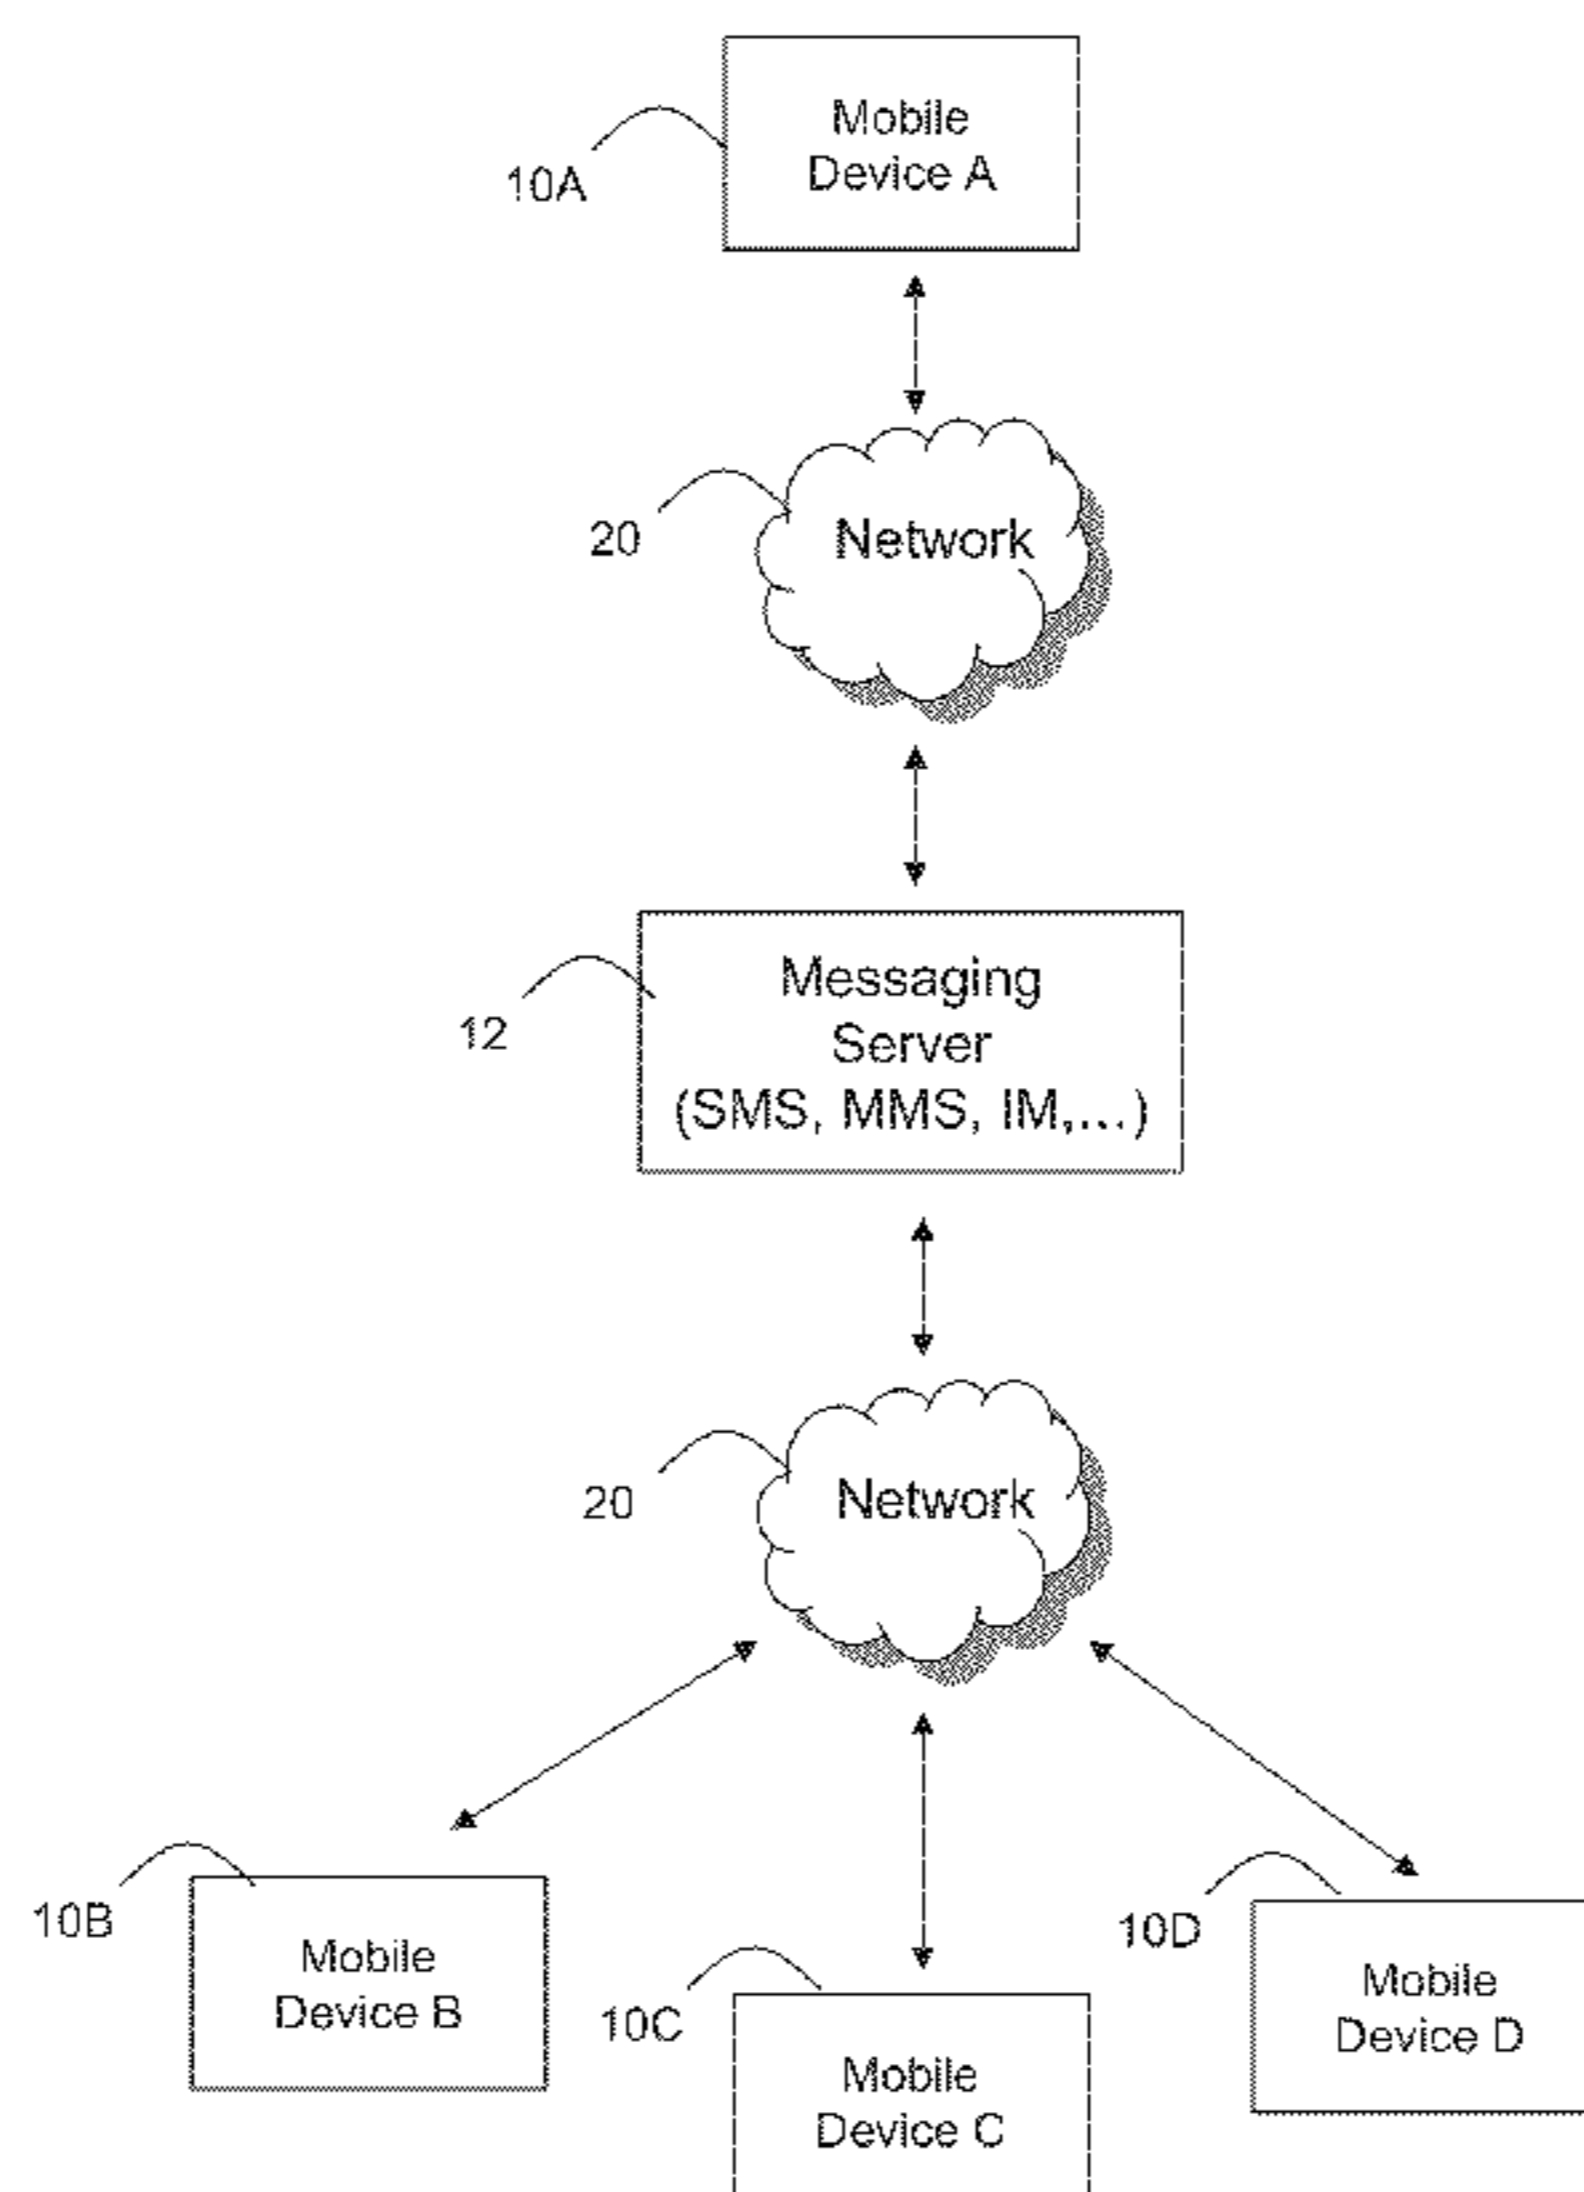 Mobile
Device A
10A
20
Network
Messaging
Server
(SMS, MMS, IM,...)
12
20
Network
10B
Mobile
Device B
10C
Mobile
Device C
10D
Mobile
Device D